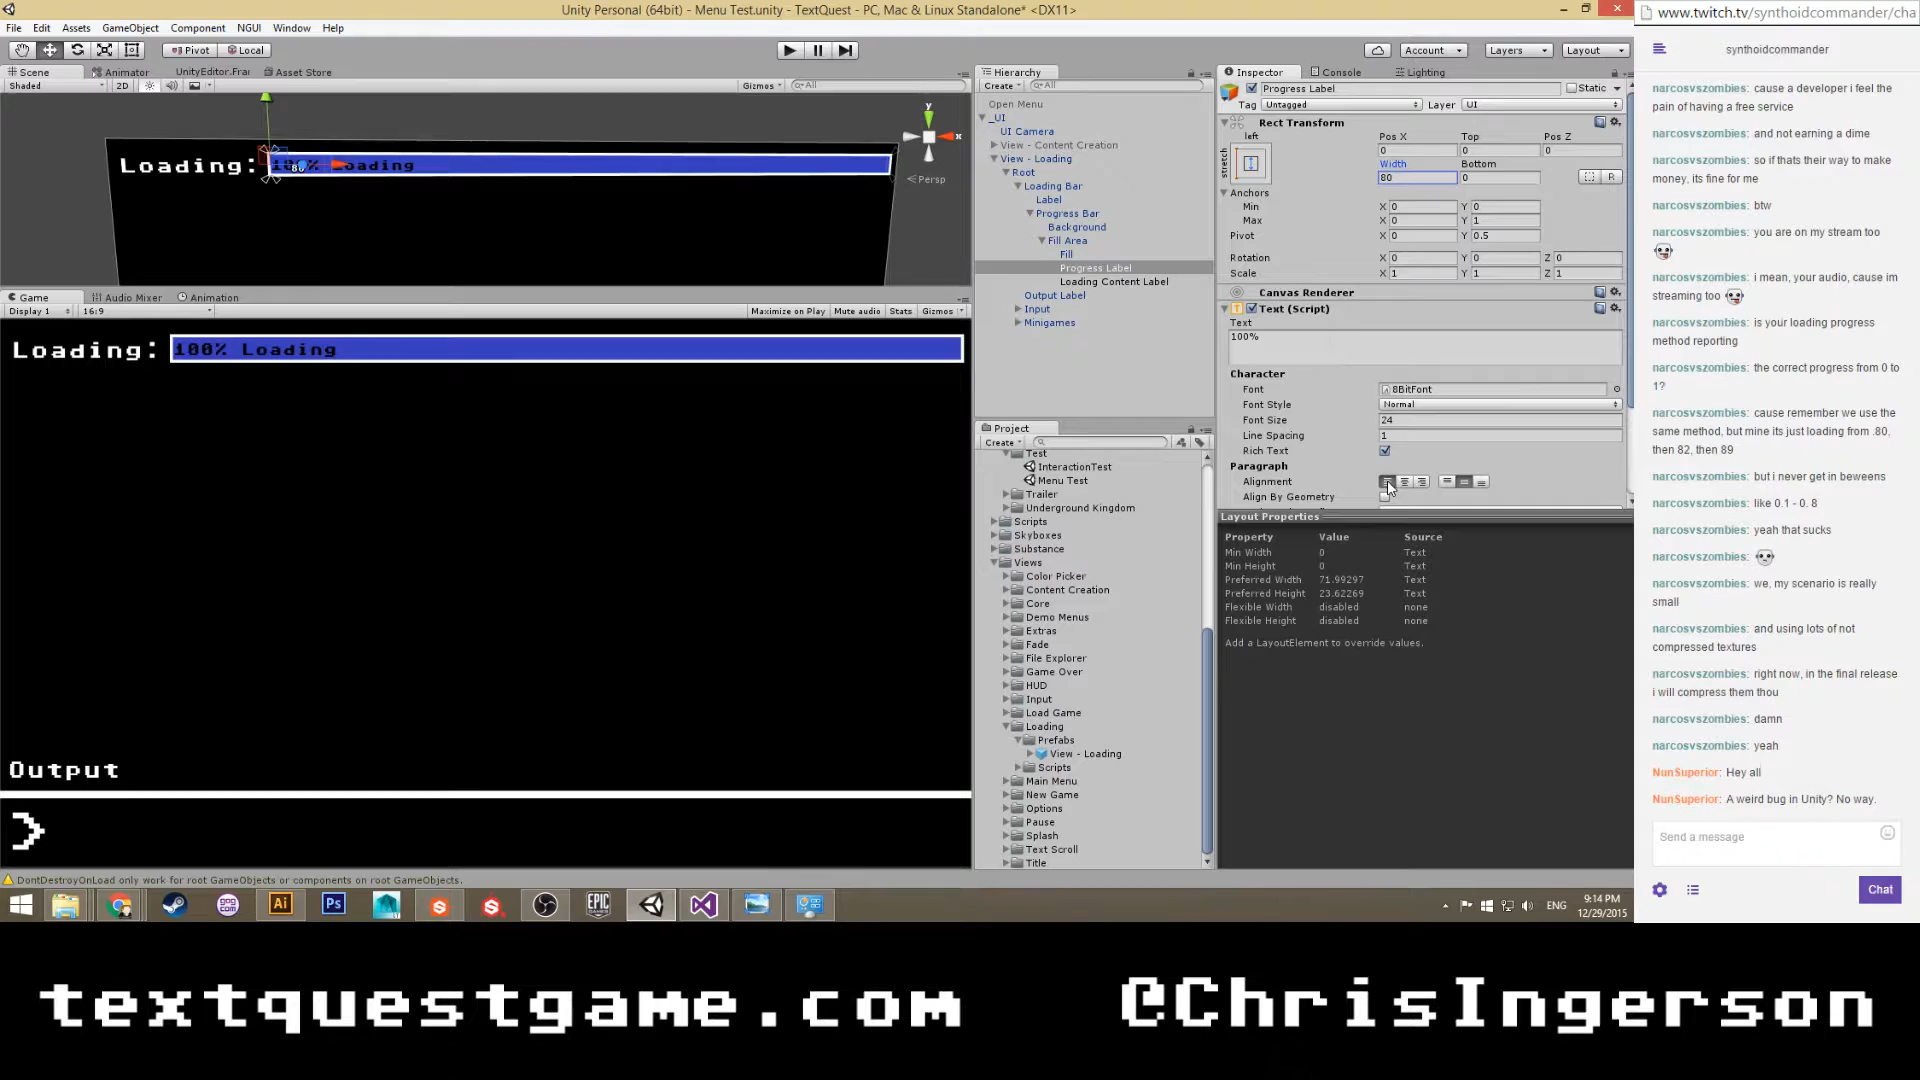 Unity Personal (64bit) - Menu Test.unity - TextQuest - PC, Mac & Linux Standalone* <DX11>
File Edit Assets GameObject Component NGUI Window Help
Pivot Local
Account Layers Layout
Scene Animator UnityEditor.Fra Asset Store
Shaded 2D Gizmos All
y
x
Persp
Loading: 100% Loading
80
Game Audio Mixer Animation
Display 1 16:9 Maximize on Play Mute audio Stats Gizmos
Loading: 100% Loading
Output
>
DontDestroyOnLoad only work for root GameObjects or components on root GameObjects.
Hierarchy
Create All
Open Menu
_UI
UI Camera
View - Content Creation
View - Loading
Root
Loading Bar
Label
Progress Bar
Background
Fill Area
Fill
Progress Label
Loading Content Label
Output Label
Input
Minigames
Project
Create
Test
InteractionTest
Menu Test
Trailer
Underground Kingdom
Scripts
Skyboxes
Substance
Views
Color Picker
Content Creation
Core
Demo Menus
Extras
Fade
File Explorer
Game Over
HUD
Input
Load Game
Loading
Prefabs
View - Loading
Scripts
Main Menu
New Game
Options
Pause
Splash
Text Scroll
Title
Inspector Console Lighting
Progress Label Static
Tag Untagged Layer UI
Rect Transform
left
stretch
Pos X Top Pos Z
0 0 0
Width Bottom
80 0 R
Anchors
Min X 0 Y 0
Max X 0 Y 1
Pivot X 0 Y 0.5
Rotation X 0 Y 0 Z 0
Scale X 1 Y 1 Z 1
Canvas Renderer
Text (Script)
Text
100%
Character
Font 8BitFont
Font Style Normal
Font Size 24
Line Spacing 1
Rich Text
Paragraph
Alignment
Align By Geometry
Layout Properties
Property Value Source
Min Width 0 Text
Min Height 0 Text
Preferred Width 71.99297 Text
Preferred Height 23.62269 Text
Flexible Width disabled none
Flexible Height disabled none
Add a LayoutElement to override values.
gog com
Ai
Ps
EPIC GAMES
ENG
9:14 PM
12/29/2015
www.twitch.tv/synthoidcommander/cha
synthoidcommander
narcosvszombies: cause a developer i feel the
pain of having a free service
narcosvszombies: and not earning a dime
narcosvszombies: so if thats their way to make
money, its fine for me
narcosvszombies: btw
narcosvszombies: you are on my stream too
narcosvszombies: i mean, your audio, cause im
streaming too
narcosvszombies: is your loading progress
method reporting
narcosvszombies: the correct progress from 0 to
1?
narcosvszombies: cause remember we use the
same method, but mine its just loading from .80,
then 82, then 89
narcosvszombies: but i never get in beweens
narcosvszombies: like 0.1 - 0. 8
narcosvszombies: yeah that sucks
narcosvszombies:
narcosvszombies: we, my scenario is really
small
narcosvszombies: and using lots of not
compressed textures
narcosvszombies: right now, in the final release
i will compress them thou
narcosvszombies: damn
narcosvszombies: yeah
NunSuperior: Hey all
NunSuperior: A weird bug in Unity? No way.
Send a message
Chat
textquestgame.com @ChrisIngerson